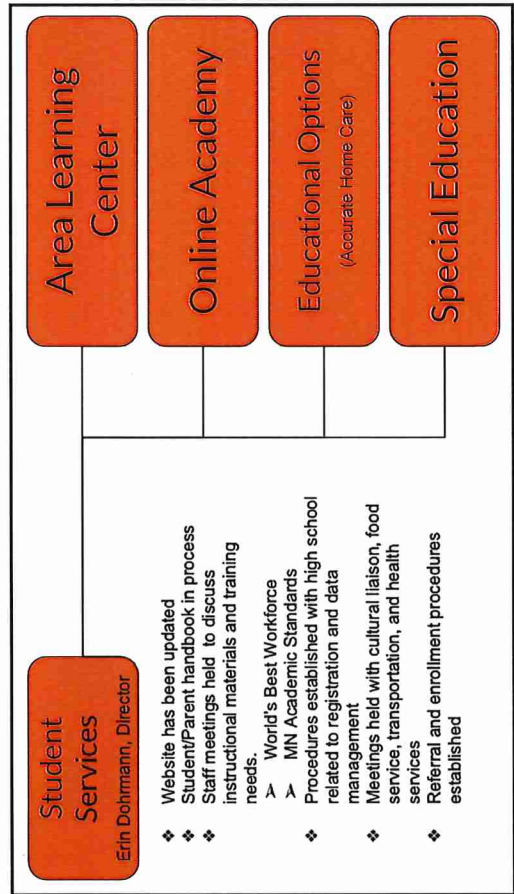 Student
Services
Erin Dohrmann, Director
❖ Website has been updated
❖ Student/Parent handbook in process
❖ Staff meetings held to discuss
instructional materials and training
needs.
➢ World's Best Workforce
➢ MN Academic Standards
❖ Procedures established with high school
related to registration and data
management
❖ Meetings held with cultural liaison, food
service, transportation, and health
services
❖ Referral and enrollment procedures
established
Area Learning
Center
Online Academy
Educational Options
(Accurate Home Care)
Special Education